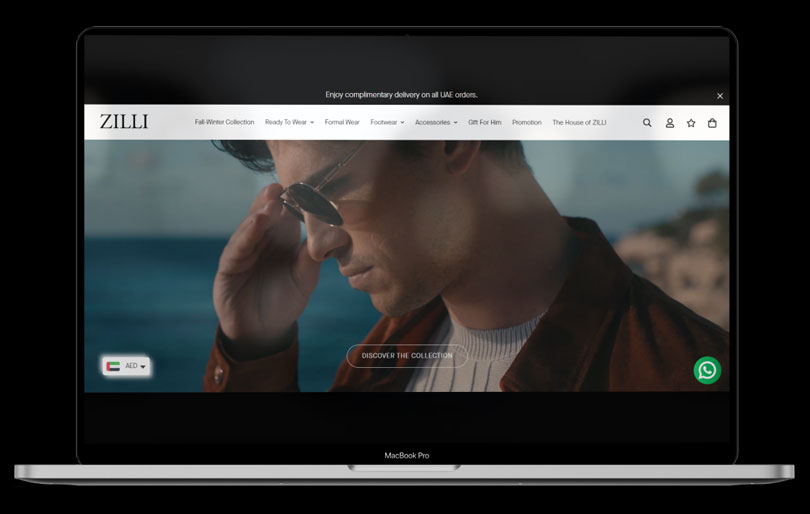 Enjoy complimentary delivery on all UAE orders.
ZILLI Fall-Winter Collection Ready To Wear Formal Wear Footwear Accessories Gift For Him Promotion The House of ZILLI
DISCOVER THE COLLECTION
AED
MacBook Pro